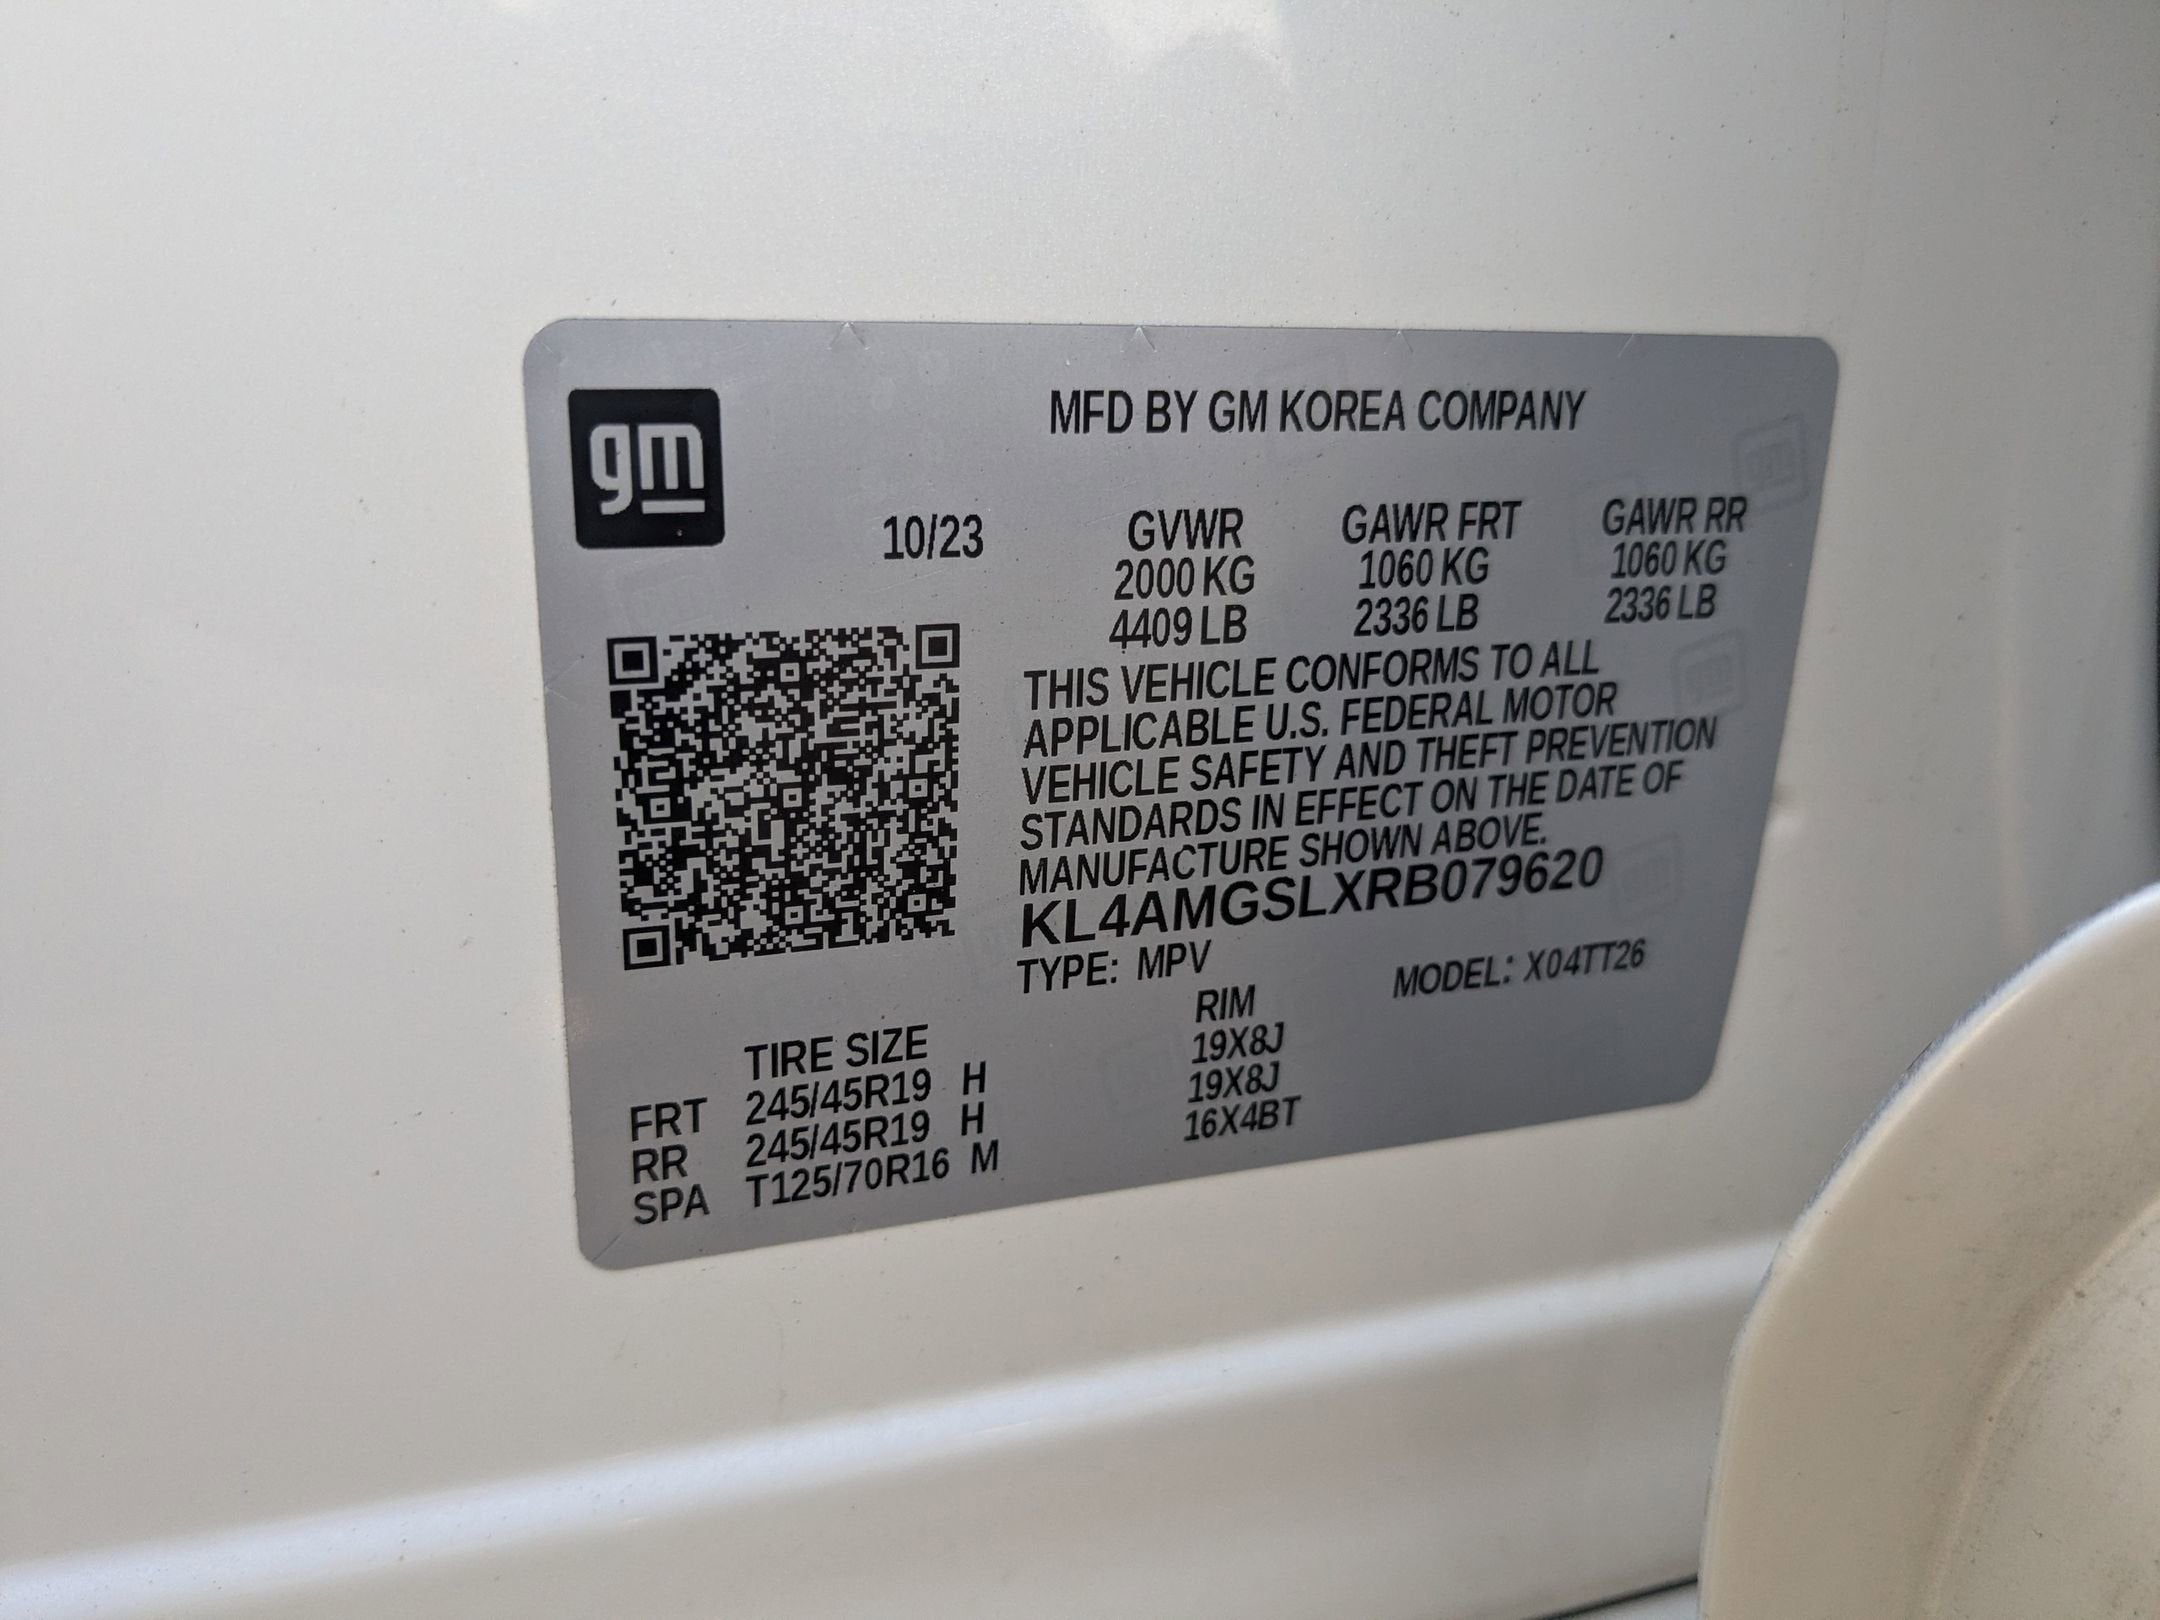 gm
MFD BY GM KOREA COMPANY
10/23 GVWR GAWR FRT GAWR RR
2000 KG 1060 KG 1060 KG
4409 LB 2336 LB 2336 LB
THIS VEHICLE CONFORMS TO ALL
APPLICABLE U.S. FEDERAL MOTOR
VEHICLE SAFETY AND THEFT PREVENTION
STANDARDS IN EFFECT ON THE DATE OF
MANUFACTURE SHOWN ABOVE.
KL4AMGSLXRB079620
TYPE: MPV MODEL: X04TT26
TIRE SIZE RIM
FRT 245/45R19 H 19X8J
RR 245/45R19 H 19X8J
SPA T125/70R16 M 16X4BT